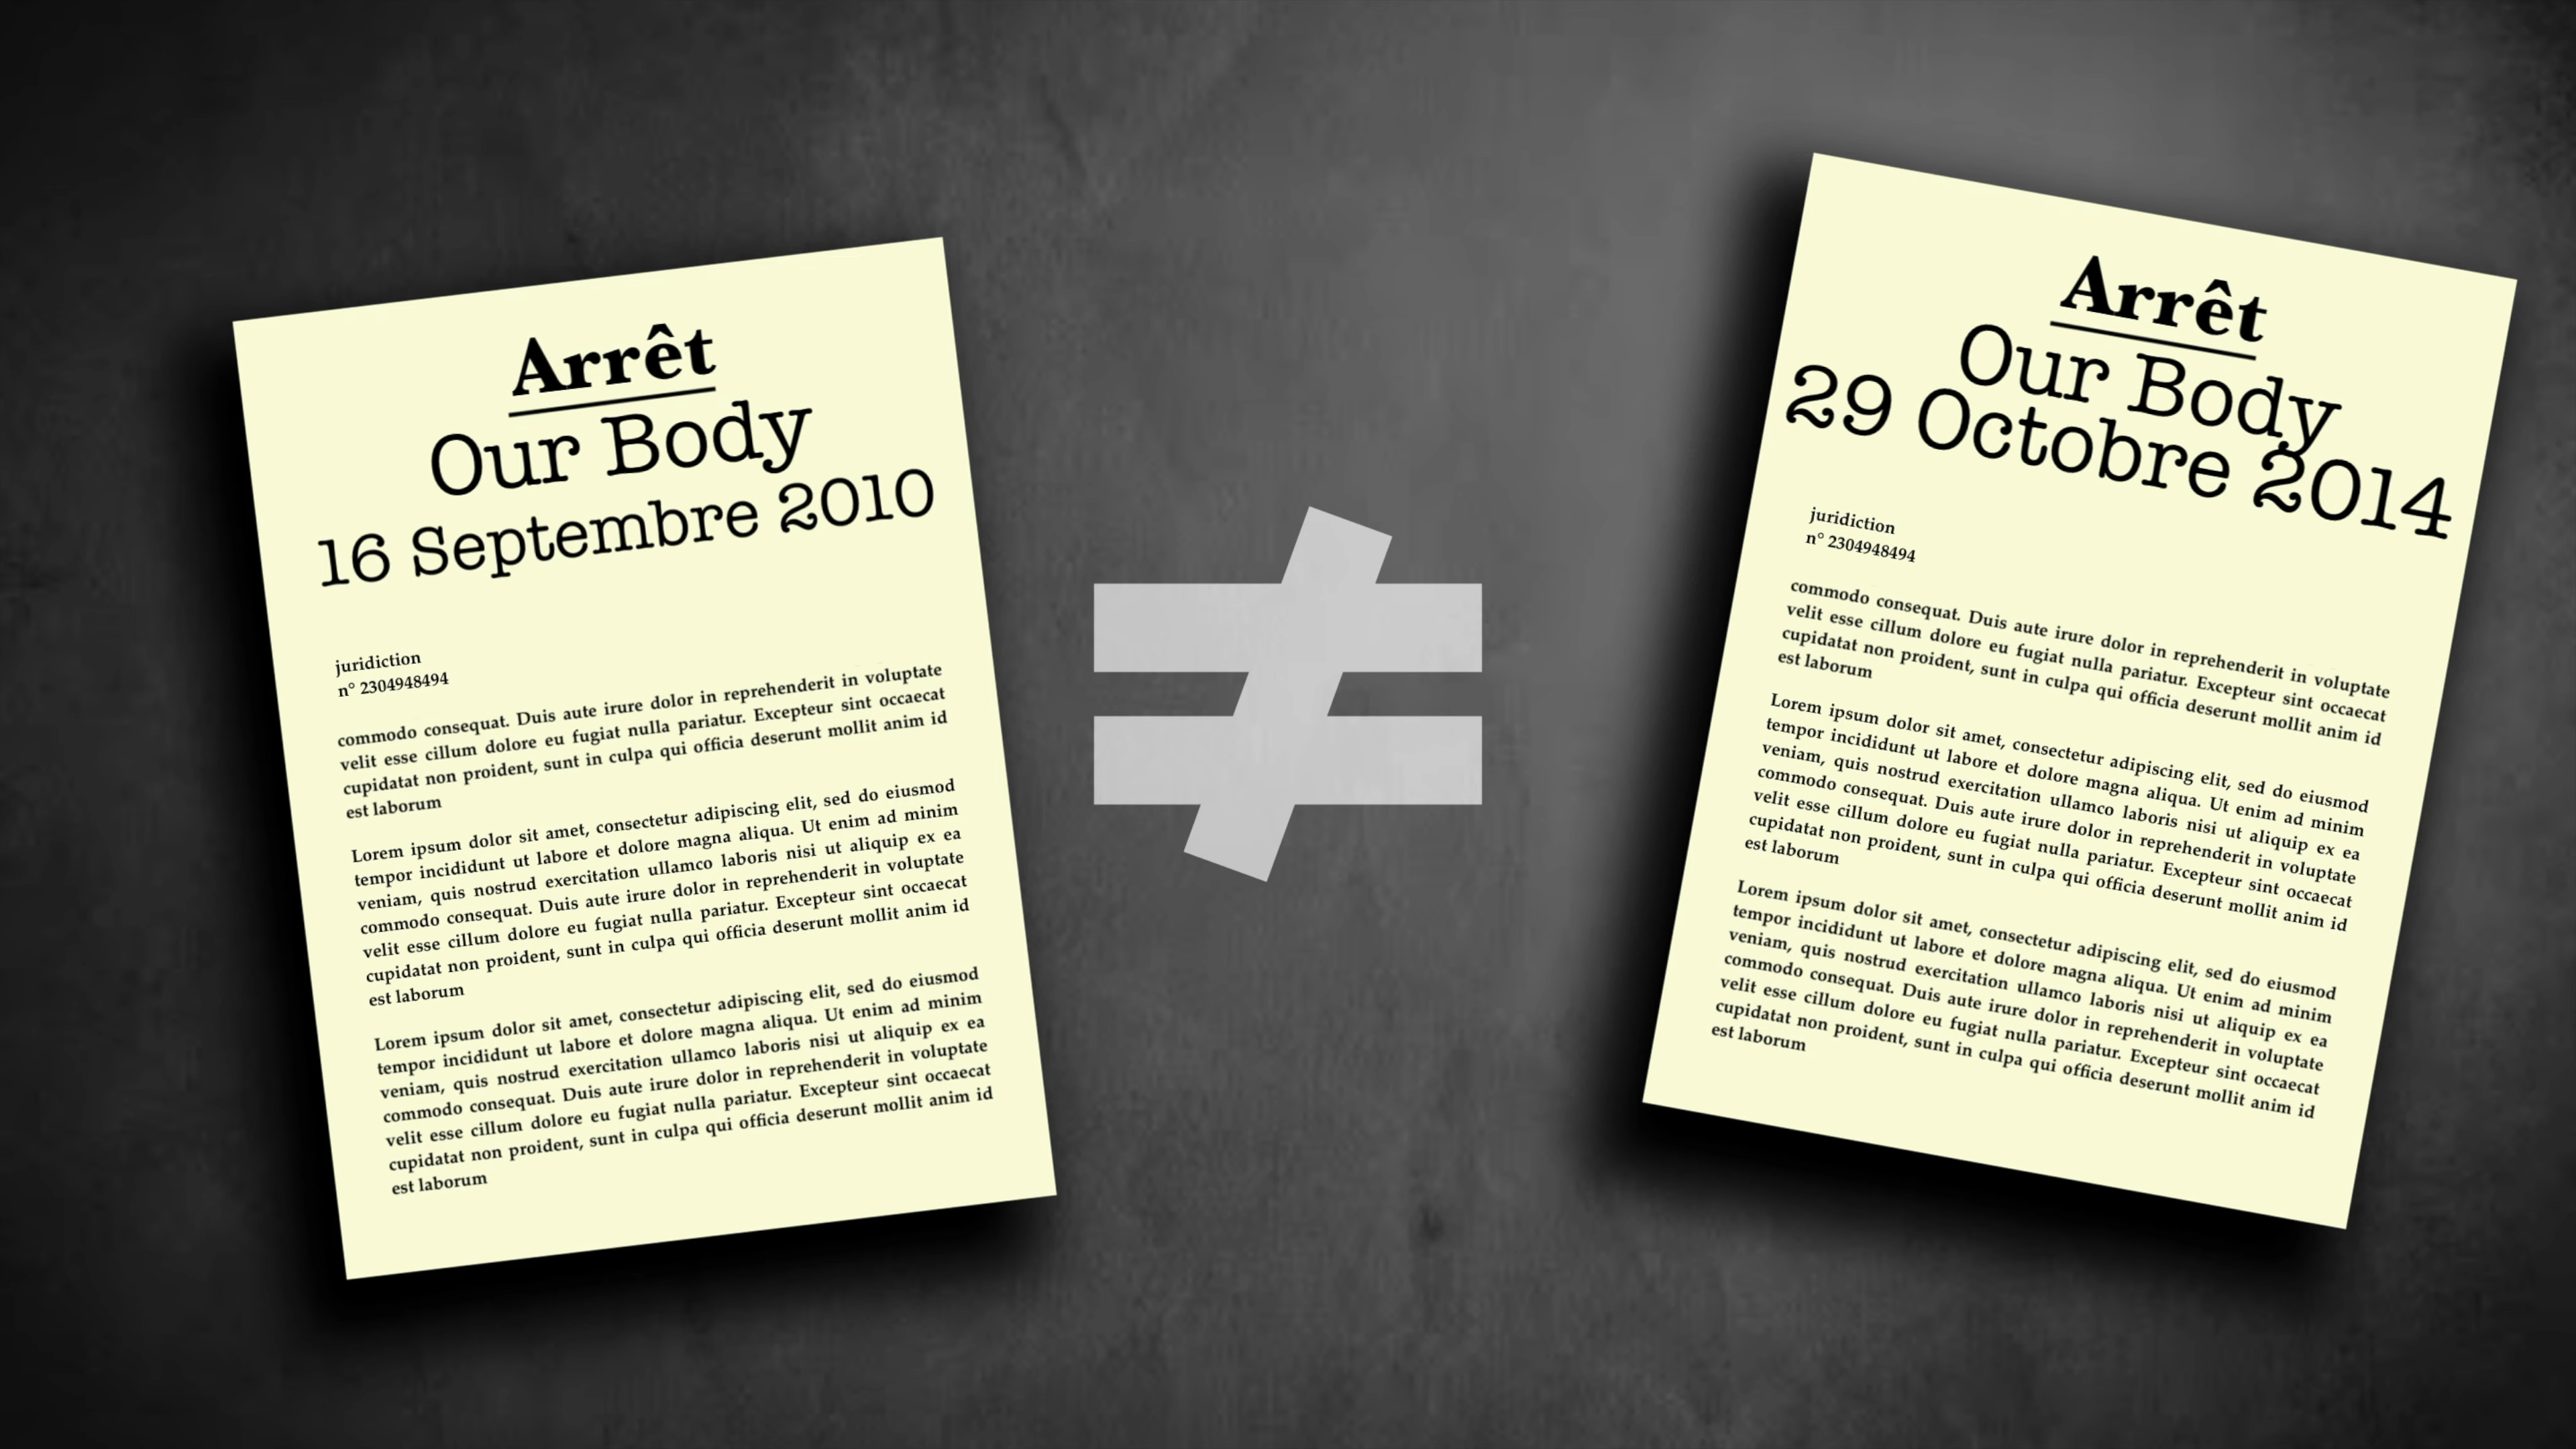 Arrêt
Our Body
16 Septembre 2010
juridiction
n° 2304948494
commodo consequat. Duis aute irure dolor in reprehenderit in voluptate
velit esse cillum dolore eu fugiat nulla pariatur. Excepteur sint occaecat
cupidatat non proident, sunt in culpa qui officia deserunt mollit anim id
est laborum
Lorem ipsum dolor sit amet, consectetur adipiscing elit, sed do eiusmod
tempor incididunt ut labore et dolore magna aliqua. Ut enim ad minim
veniam, quis nostrud exercitation ullamco laboris nisi ut aliquip ex ea
commodo consequat. Duis aute irure dolor in reprehenderit in voluptate
velit esse cillum dolore eu fugiat nulla pariatur. Excepteur sint occaecat
cupidatat non proident, sunt in culpa qui officia deserunt mollit anim id
est laborum
Lorem ipsum dolor sit amet, consectetur adipiscing elit, sed do eiusmod
tempor incididunt ut labore et dolore magna aliqua. Ut enim ad minim
veniam, quis nostrud exercitation ullamco laboris nisi ut aliquip ex ea
commodo consequat. Duis aute irure dolor in reprehenderit in voluptate
velit esse cillum dolore eu fugiat nulla pariatur. Excepteur sint occaecat
cupidatat non proident, sunt in culpa qui officia deserunt mollit anim id
est laborum
≠
Arrêt
Our Body
29 Octobre 2014
juridiction
n° 2304948494
commodo consequat. Duis aute irure dolor in reprehenderit in voluptate
velit esse cillum dolore eu fugiat nulla pariatur. Excepteur sint occaecat
cupidatat non proident, sunt in culpa qui officia deserunt mollit anim id
est laborum
Lorem ipsum dolor sit amet, consectetur adipiscing elit, sed do eiusmod
tempor incididunt ut labore et dolore magna aliqua. Ut enim ad minim
veniam, quis nostrud exercitation ullamco laboris nisi ut aliquip ex ea
commodo consequat. Duis aute irure dolor in reprehenderit in voluptate
velit esse cillum dolore eu fugiat nulla pariatur. Excepteur sint occaecat
cupidatat non proident, sunt in culpa qui officia deserunt mollit anim id
est laborum
Lorem ipsum dolor sit amet, consectetur adipiscing elit, sed do eiusmod
tempor incididunt ut labore et dolore magna aliqua. Ut enim ad minim
veniam, quis nostrud exercitation ullamco laboris nisi ut aliquip ex ea
commodo consequat. Duis aute irure dolor in reprehenderit in voluptate
velit esse cillum dolore eu fugiat nulla pariatur. Excepteur sint occaecat
cupidatat non proident, sunt in culpa qui officia deserunt mollit anim id
est laborum